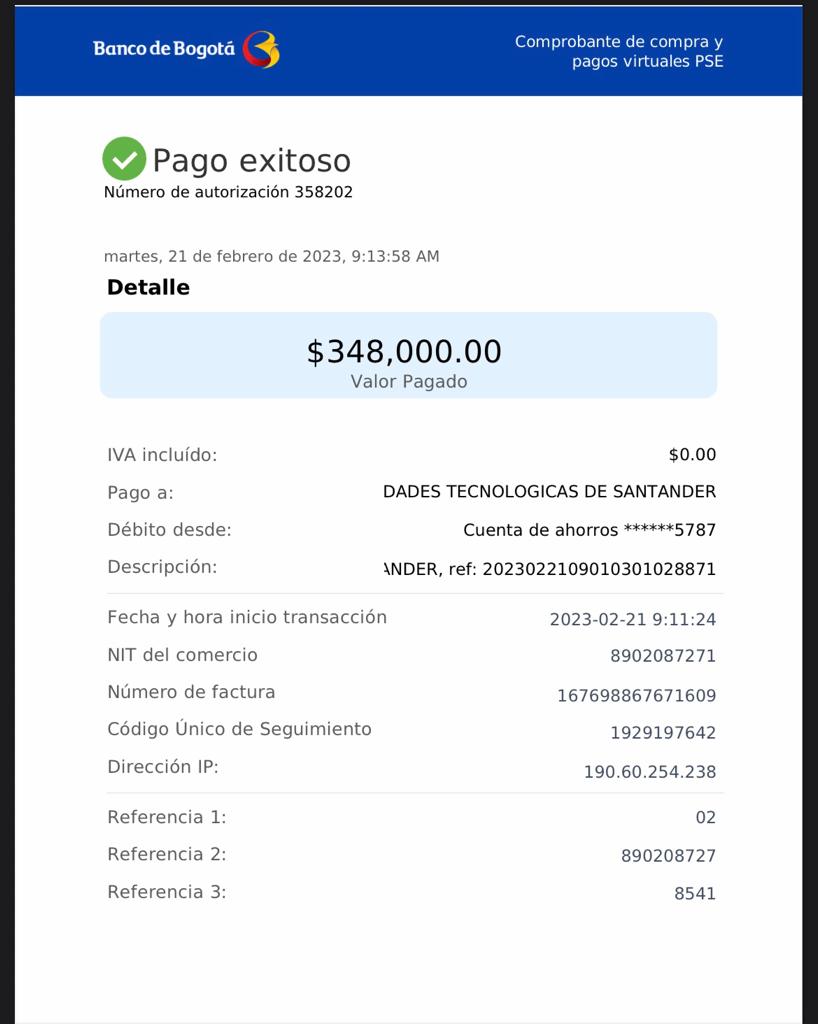 Banco de Bogotá
Comprobante de compra y
pagos virtuales PSE
Pago exitoso
Número de autorización 358202
martes, 21 de febrero de 2023, 9:13:58 AM
Detalle
$348,000.00
Valor Pagado
IVA incluído: $0.00
Pago a: DADES TECNOLOGICAS DE SANTANDER
Débito desde: Cuenta de ahorros ******5787
Descripción: ANDER, ref: 2023022109010301028871
Fecha y hora inicio transacción 2023-02-21 9:11:24
NIT del comercio 8902087271
Número de factura 167698867671609
Código Único de Seguimiento 1929197642
Dirección IP: 190.60.254.238
Referencia 1: 02
Referencia 2: 890208727
Referencia 3: 8541